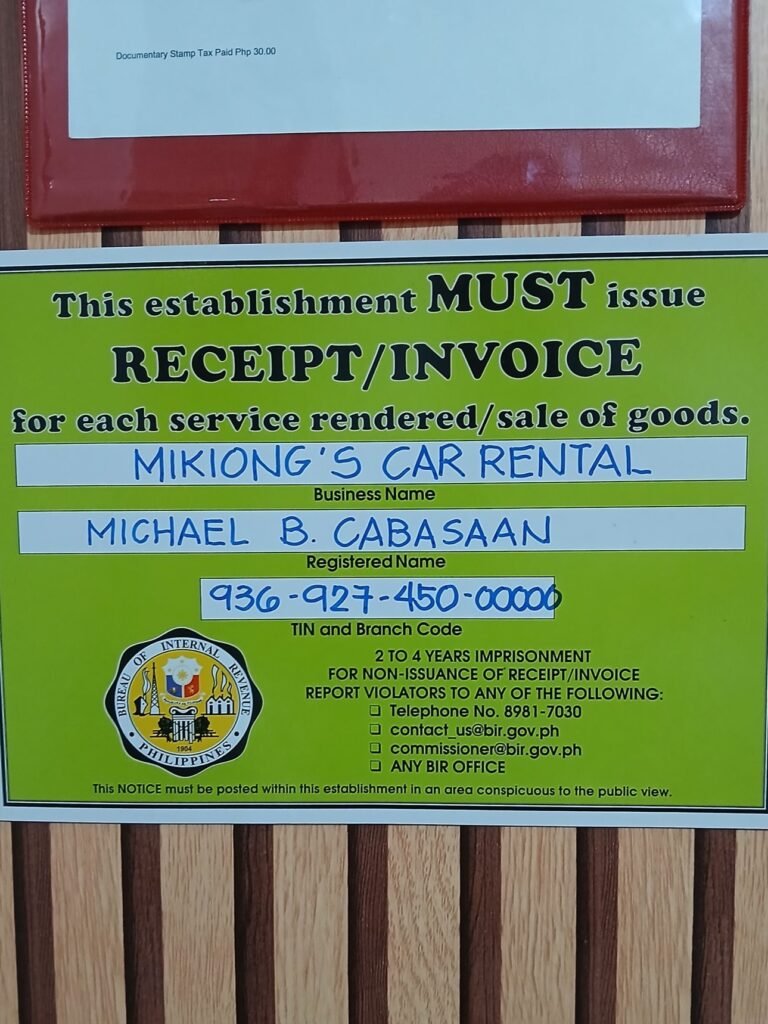 Documentary Stamp Tax Paid Php 30.00
This establishment MUST issue
RECEIPT/INVOICE
for each service rendered/sale of goods.
MIKIONG'S CAR RENTAL
Business Name
MICHAEL B. CABASAAN
Registered Name
936-927-450-00000
TIN and Branch Code
BUREAU OF INTERNAL REVENUE
1904
PHILIPPINES
2 TO 4 YEARS IMPRISONMENT
FOR NON-ISSUANCE OF RECEIPT/INVOICE
REPORT VIOLATORS TO ANY OF THE FOLLOWING:
❏ Telephone No. 8981-7030
❏ contact_us@bir.gov.ph
❏ commissioner@bir.gov.ph
❏ ANY BIR OFFICE
This NOTICE must be posted within this establishment in an area conspicuous to the public view.